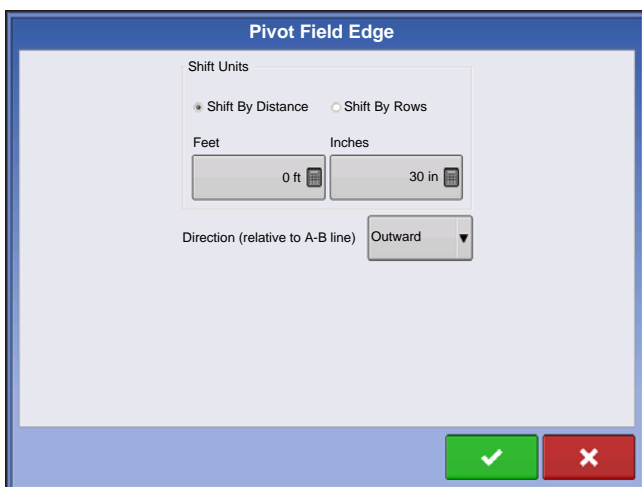 Pivot Field Edge
Shift Units
Shift By Distance Shift By Rows
Feet Inches
0 ft 30 in
Direction (relative to A-B line) Outward